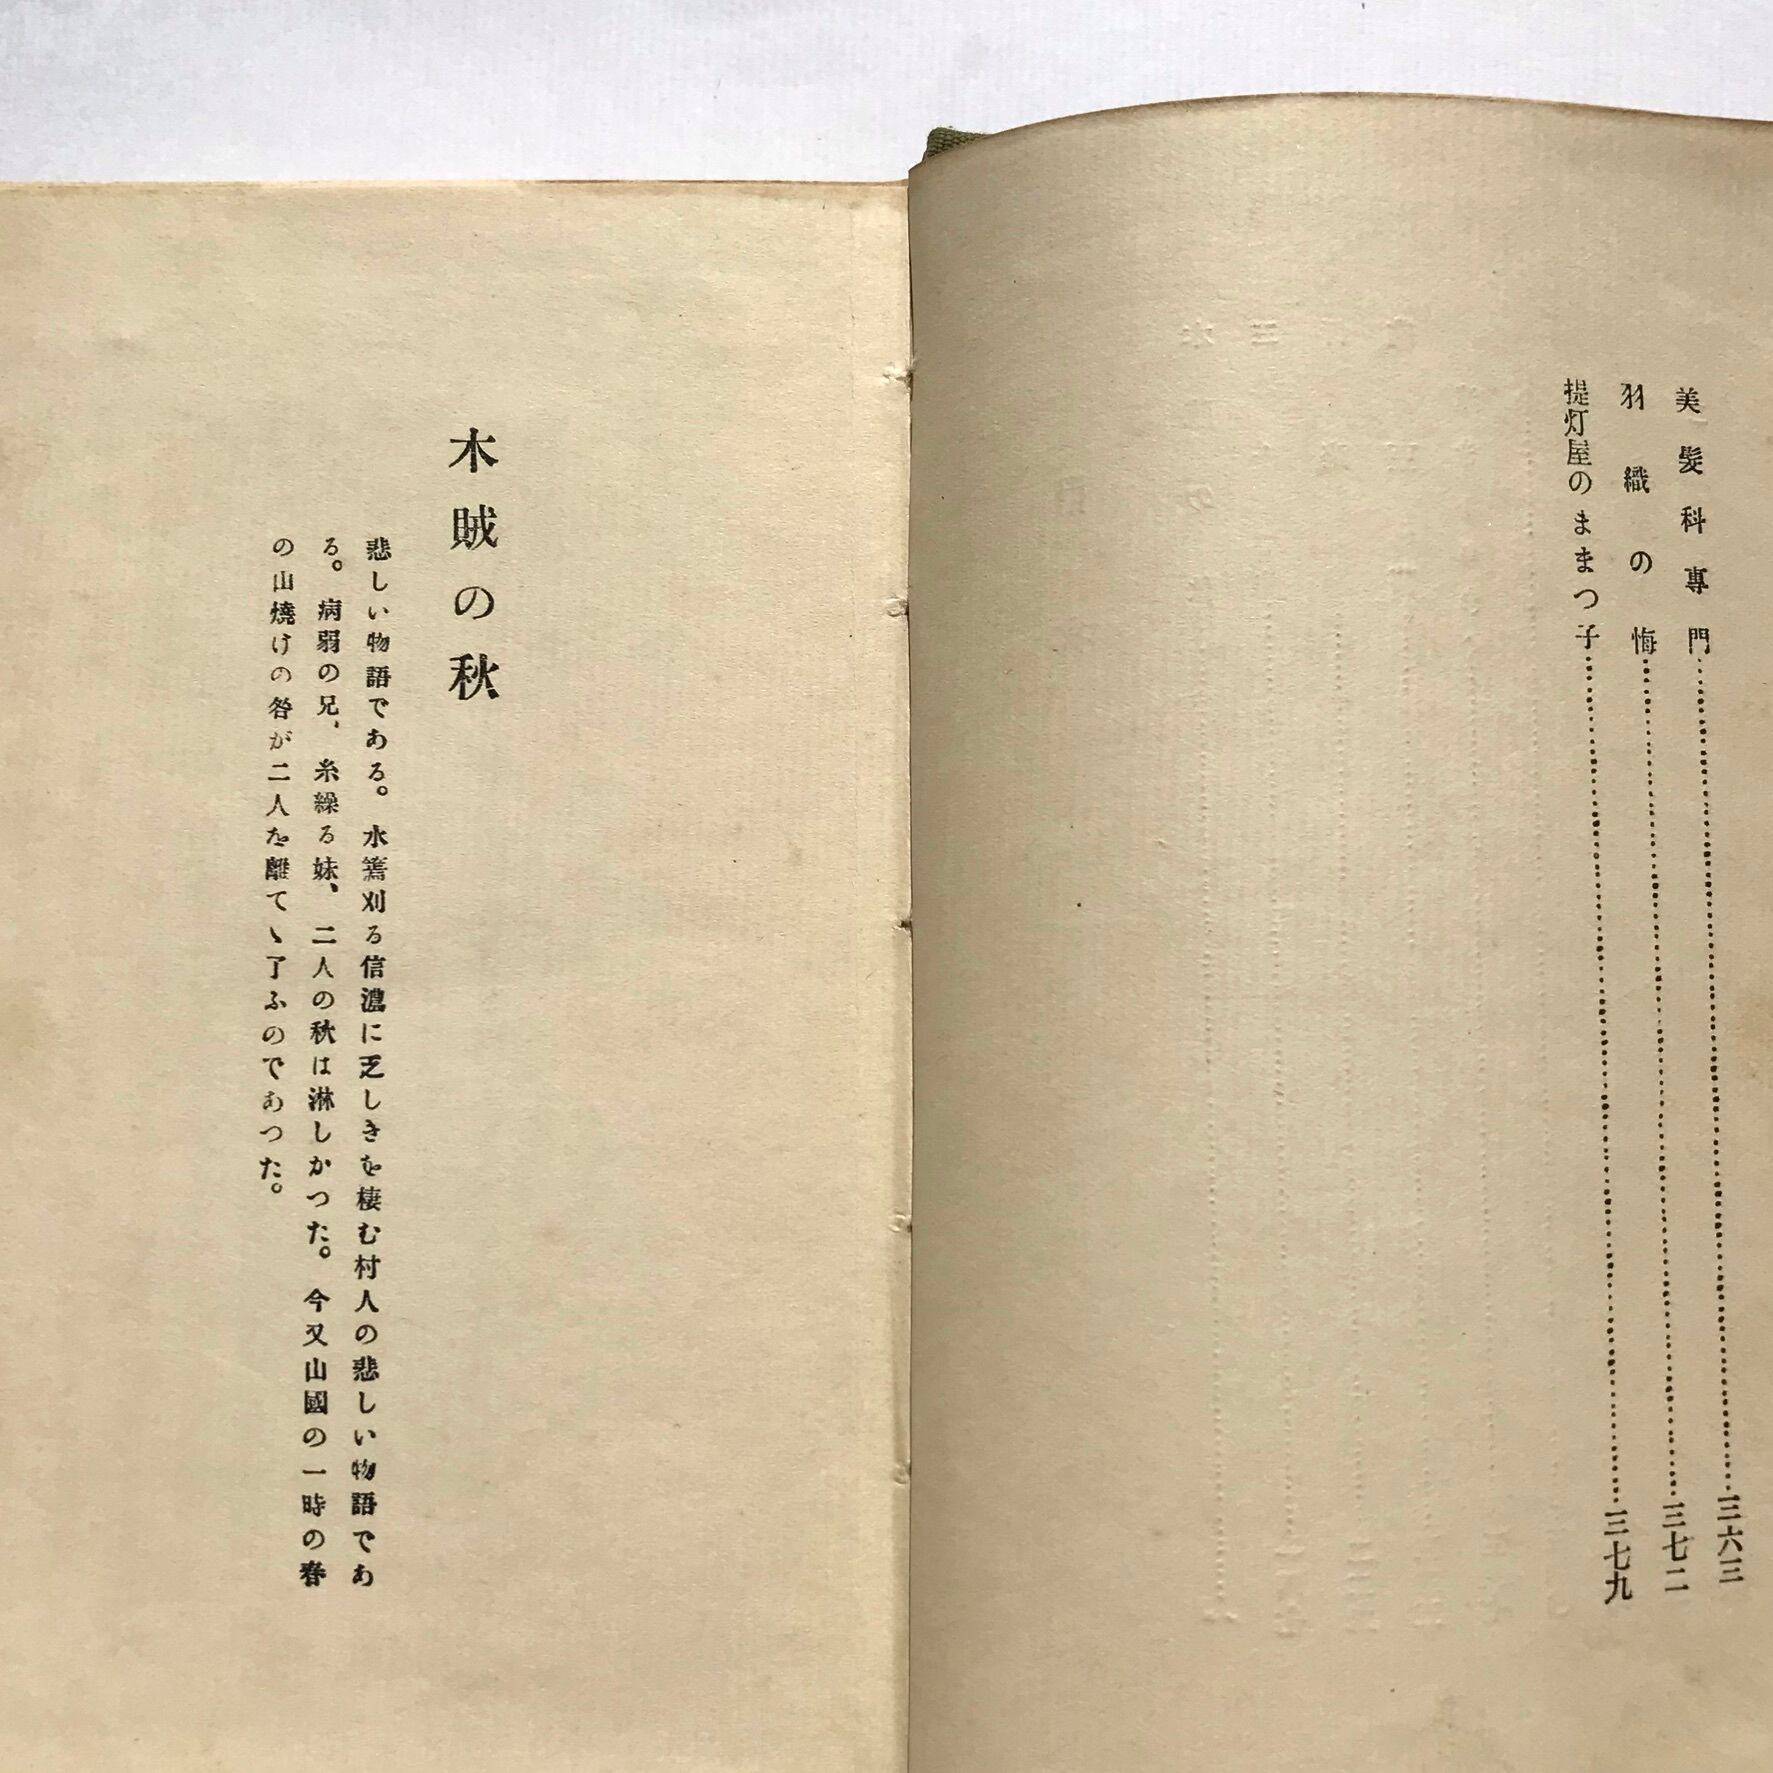 美髪科専門……………………三六三
羽織の悔……………………三七二
提灯屋のままつ子……………………三七九
木賊の秋
悲しい物語である。水篶刈る信濃に乏しきを棲む村人の悲しい物語であ
る。病弱の兄、糸繰る妹、二人の秋は淋しかつた。今又山國の一時の春
の山燒けの咎が二人を離てゝ了ふのであつた。